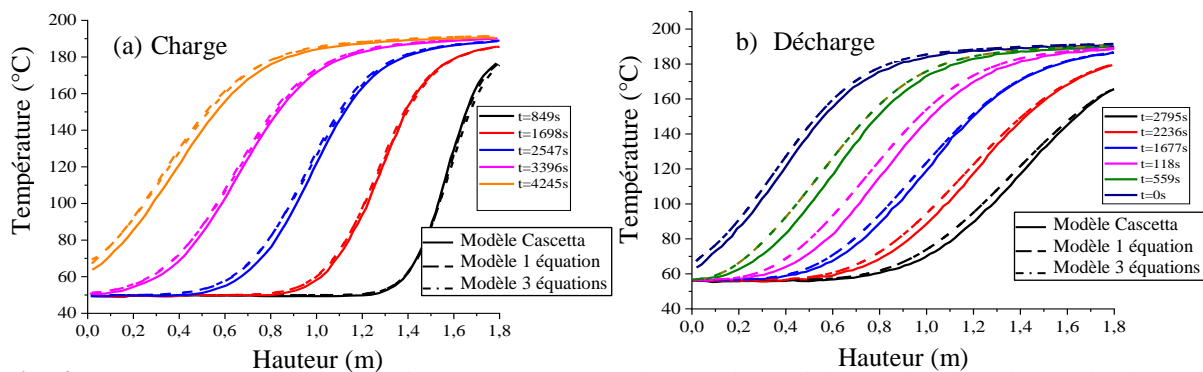 (a) Charge
Température (°C)
200
180
160
140
120
100
80
60
40
0,0 0,2 0,4 0,6 0,8 1,0 1,2 1,4 1,6 1,8
Hauteur (m)
t=849s
t=1698s
t=2547s
t=3396s
t=4245s
Modèle Cascetta
Modèle 1 équation
Modèle 3 équations
b) Décharge
Température (°C)
200
180
160
140
120
100
80
60
40
0,0 0,2 0,4 0,6 0,8 1,0 1,2 1,4 1,6 1,8
Hauteur (m)
t=2795s
t=2236s
t=1677s
t=118s
t=559s
t=0s
Modèle Cascetta
Modèle 1 équation
Modèle 3 équations